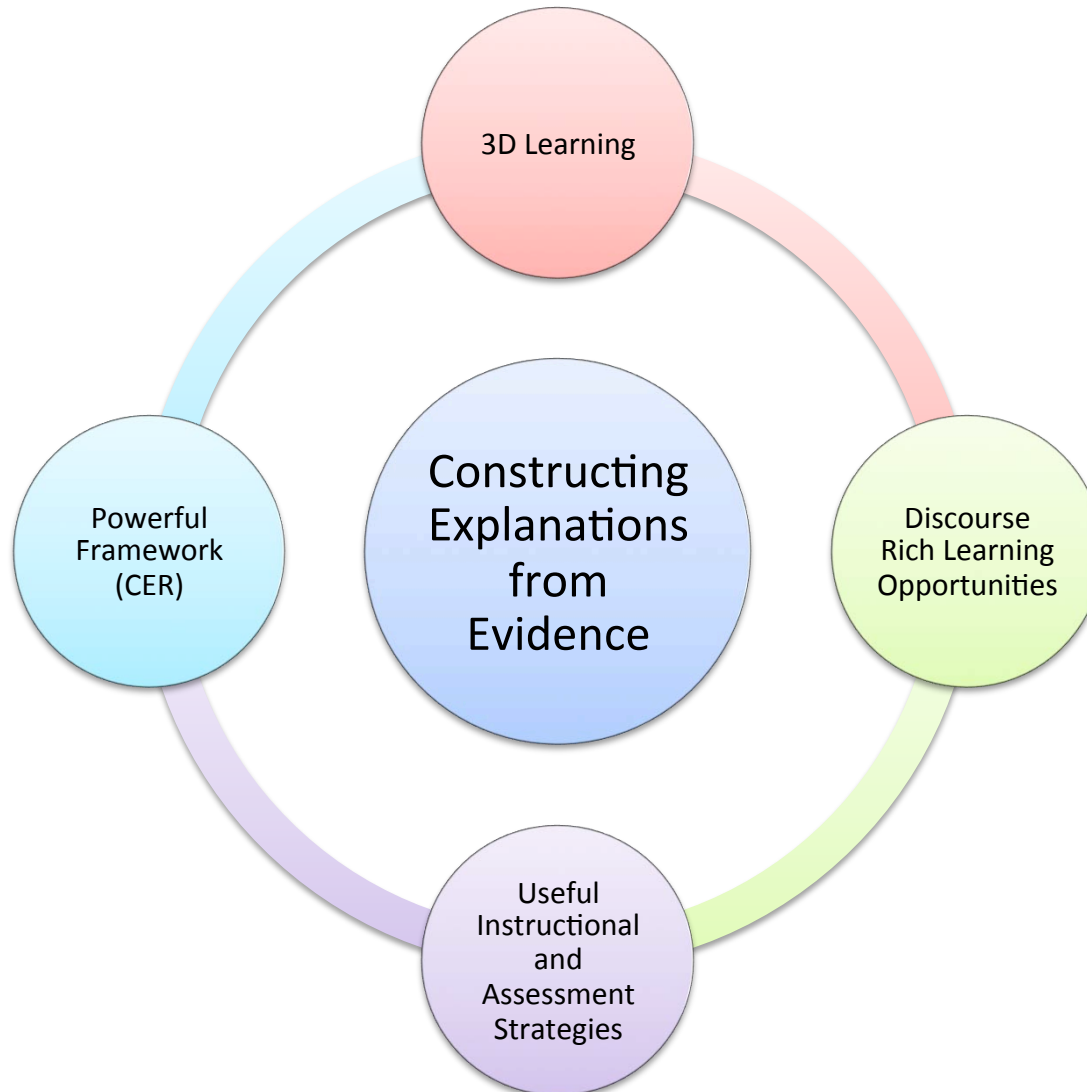 3D Learning
Powerful
Framework
(CER)
Constructing
Explanations
from
Evidence
Discourse
Rich Learning
Opportunities
Useful
Instructional
and
Assessment
Strategies